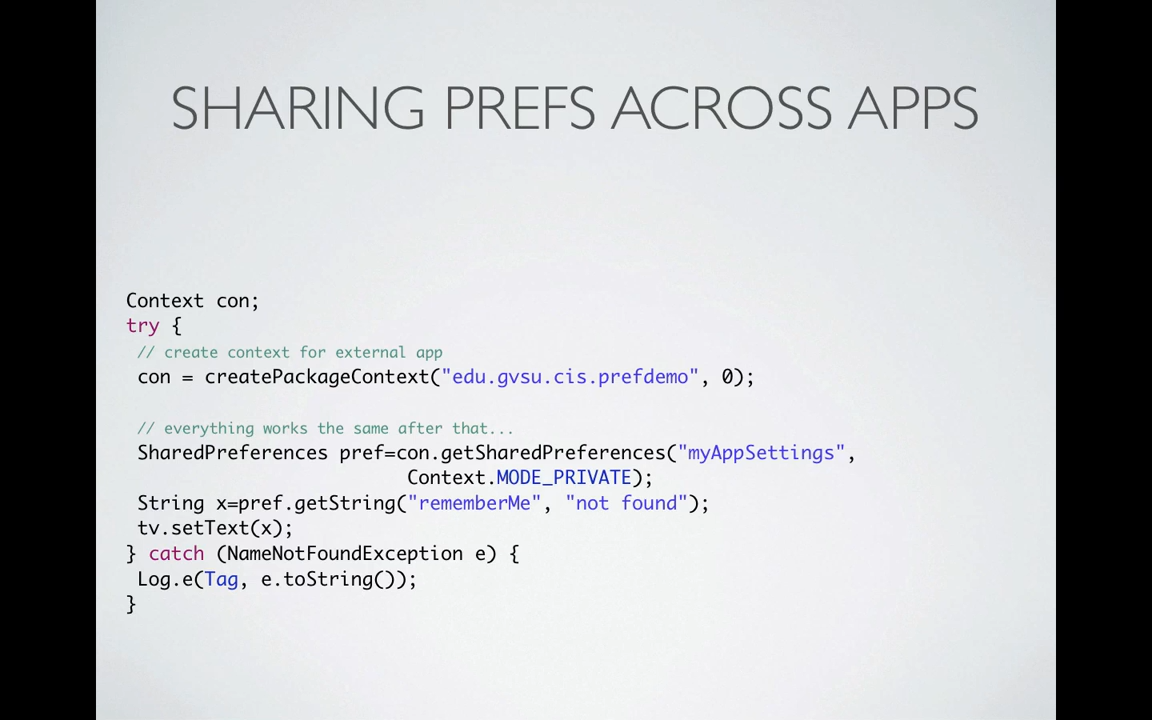 SHARING PREFS ACROSS APPS
Context con;
try {
// create context for external app
con = createPackageContext("edu.gvsu.cis.prefdemo", 0);
// everything works the same after that...
SharedPreferences pref=con.getSharedPreferences("myAppSettings",
Context.MODE_PRIVATE);
String x=pref.getString("rememberMe", "not found");
tv.setText(x);
} catch (NameNotFoundException e) {
Log.e(Tag, e.toString());
}